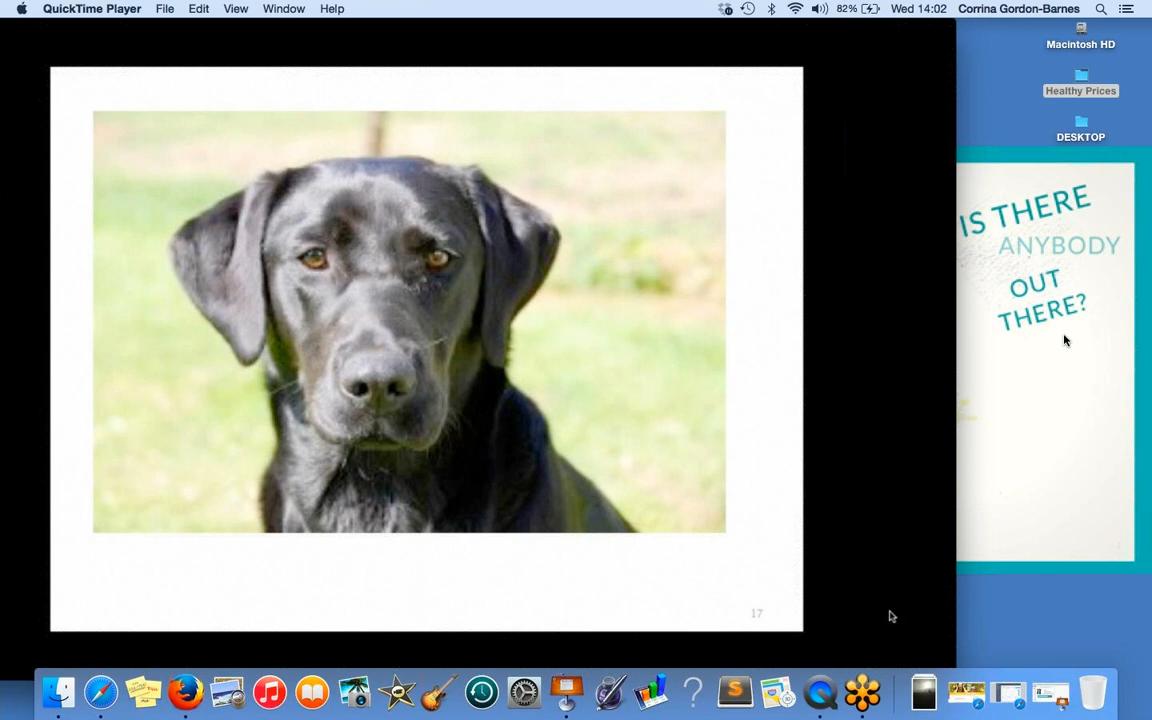 QuickTime Player File Edit View Window Help 82% Wed 14:02 Corrina Gordon-Barnes
Macintosh HD
Healthy Prices
DESKTOP
IS THERE
ANYBODY
OUT
THERE?
17